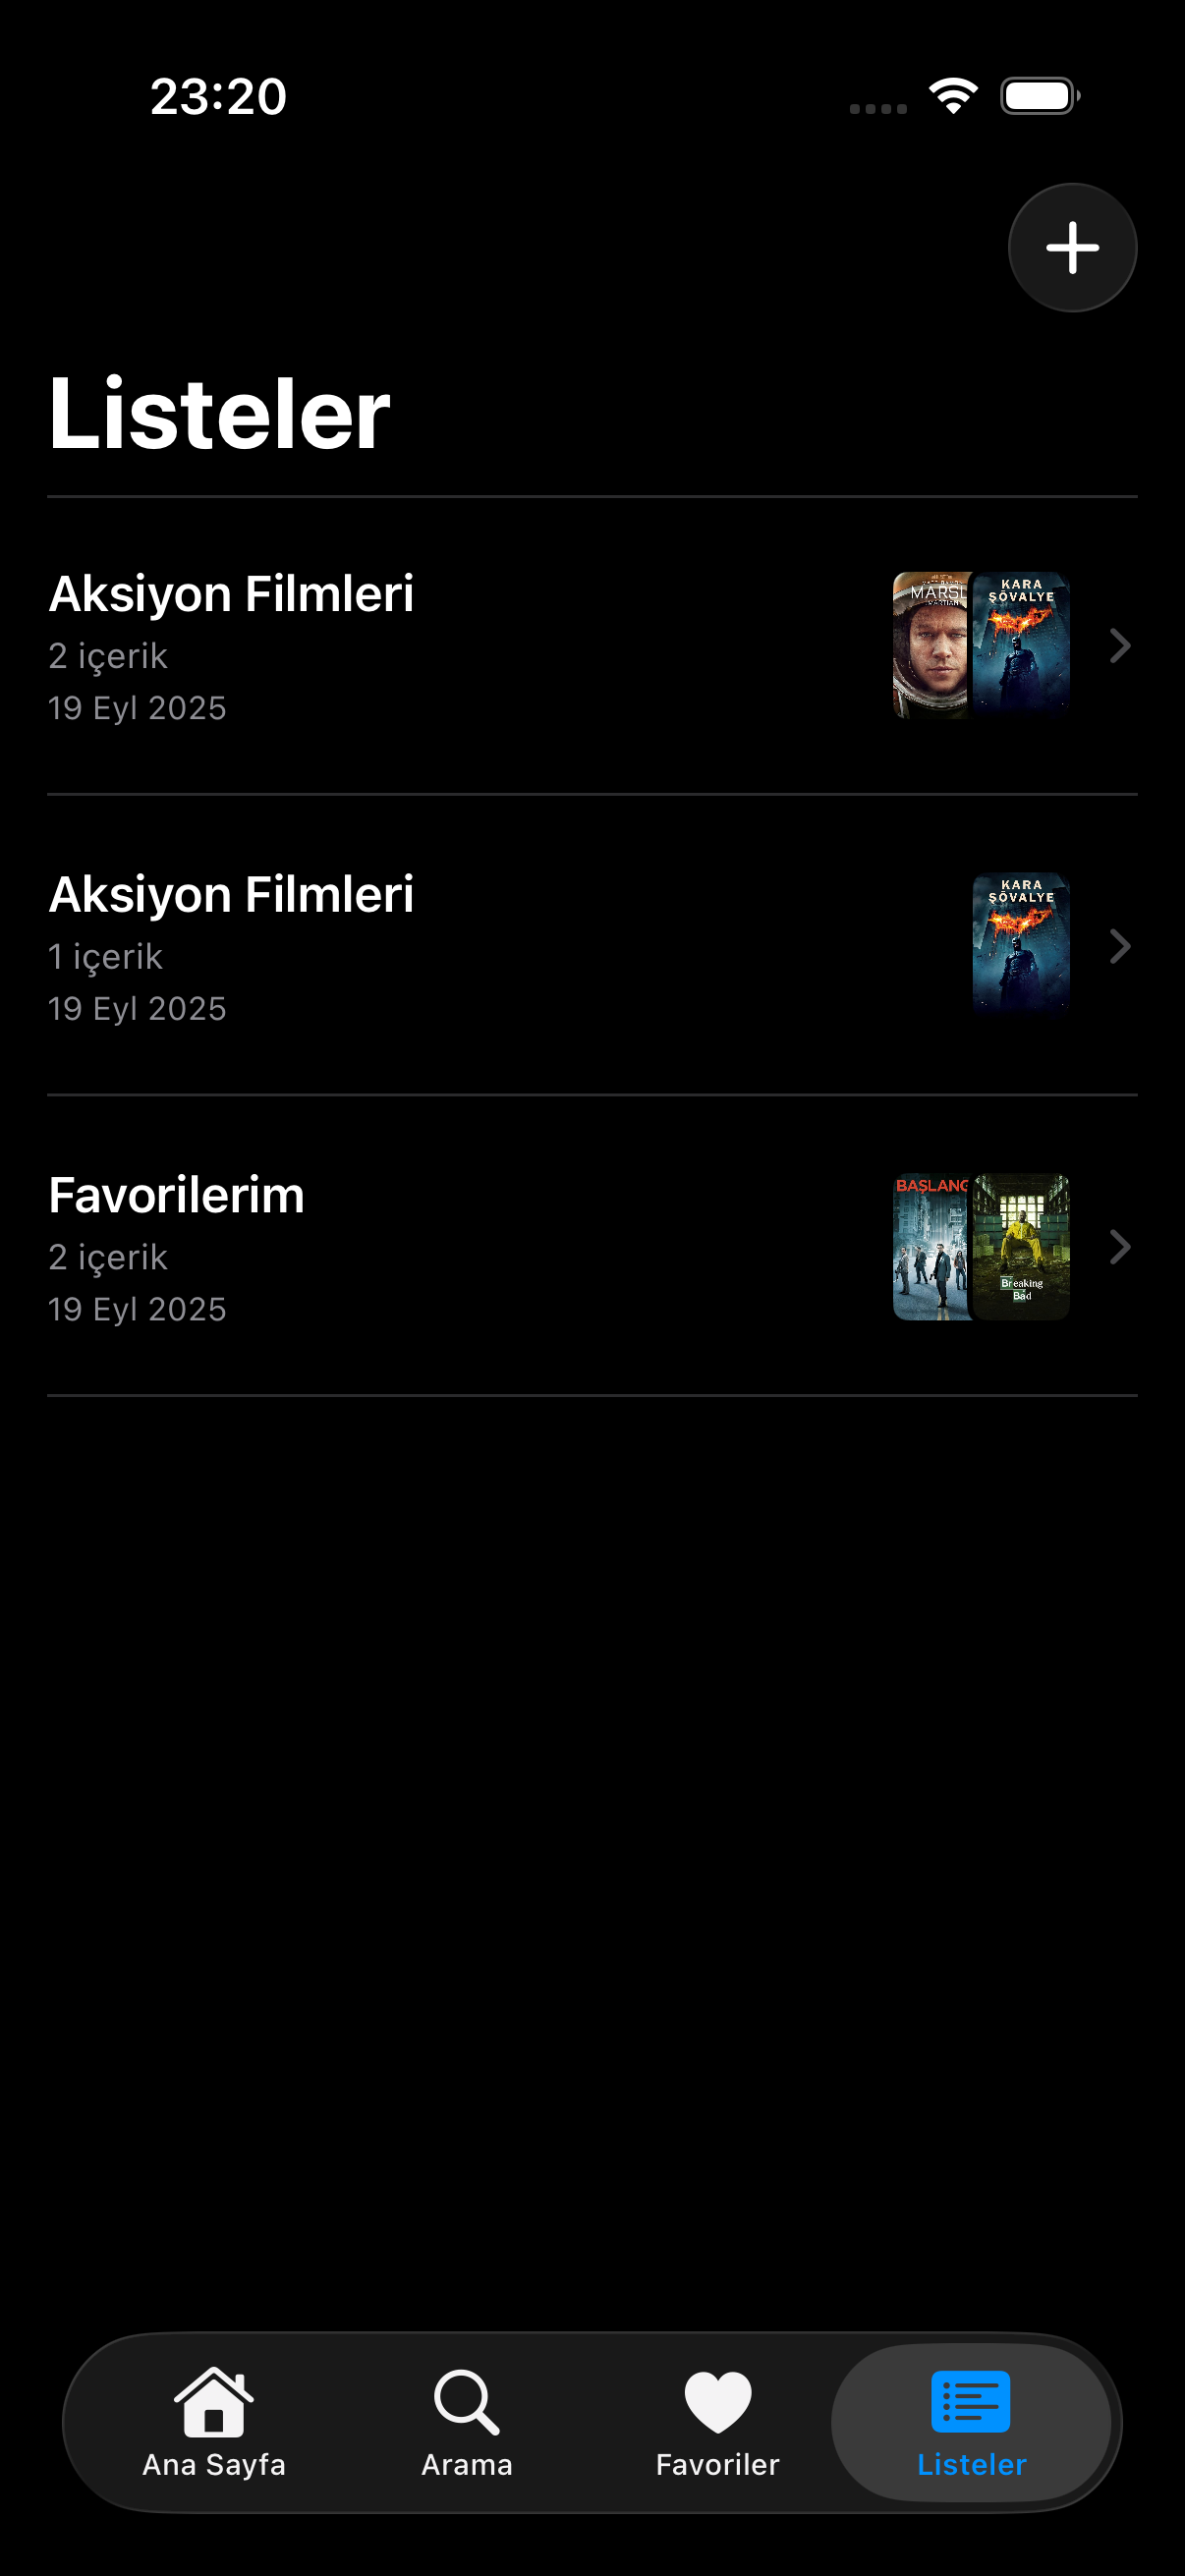 23:20
Listeler
Aksiyon Filmleri
2 içerik
19 Eyl 2025
MARSL
MARTIAN
KARA
ŞÖVALYE
Aksiyon Filmleri
1 içerik
19 Eyl 2025
KARA
ŞÖVALYE
Favorilerim
2 içerik
19 Eyl 2025
BAŞLANG
Breaking
Bad
Ana Sayfa
Arama
Favoriler
Listeler